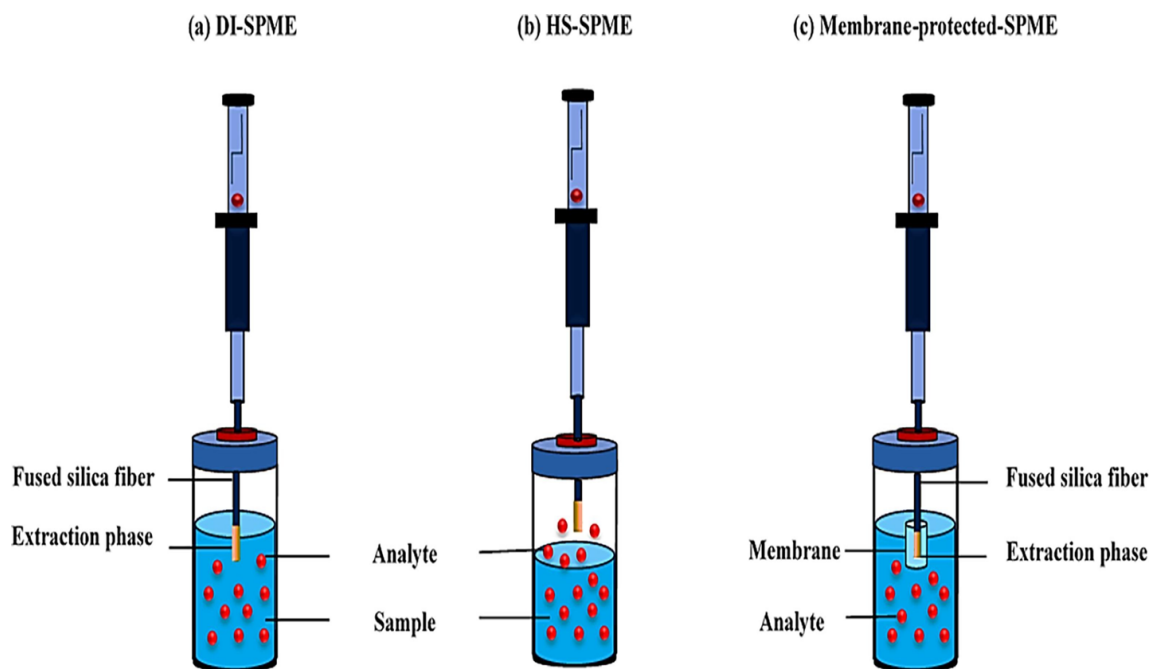 (a) DI-SPME
(b) HS-SPME
(c) Membrane-protected-SPME
Fused silica fiber
Extraction phase
Analyte
Sample
Fused silica fiber
Membrane
Extraction phase
Analyte